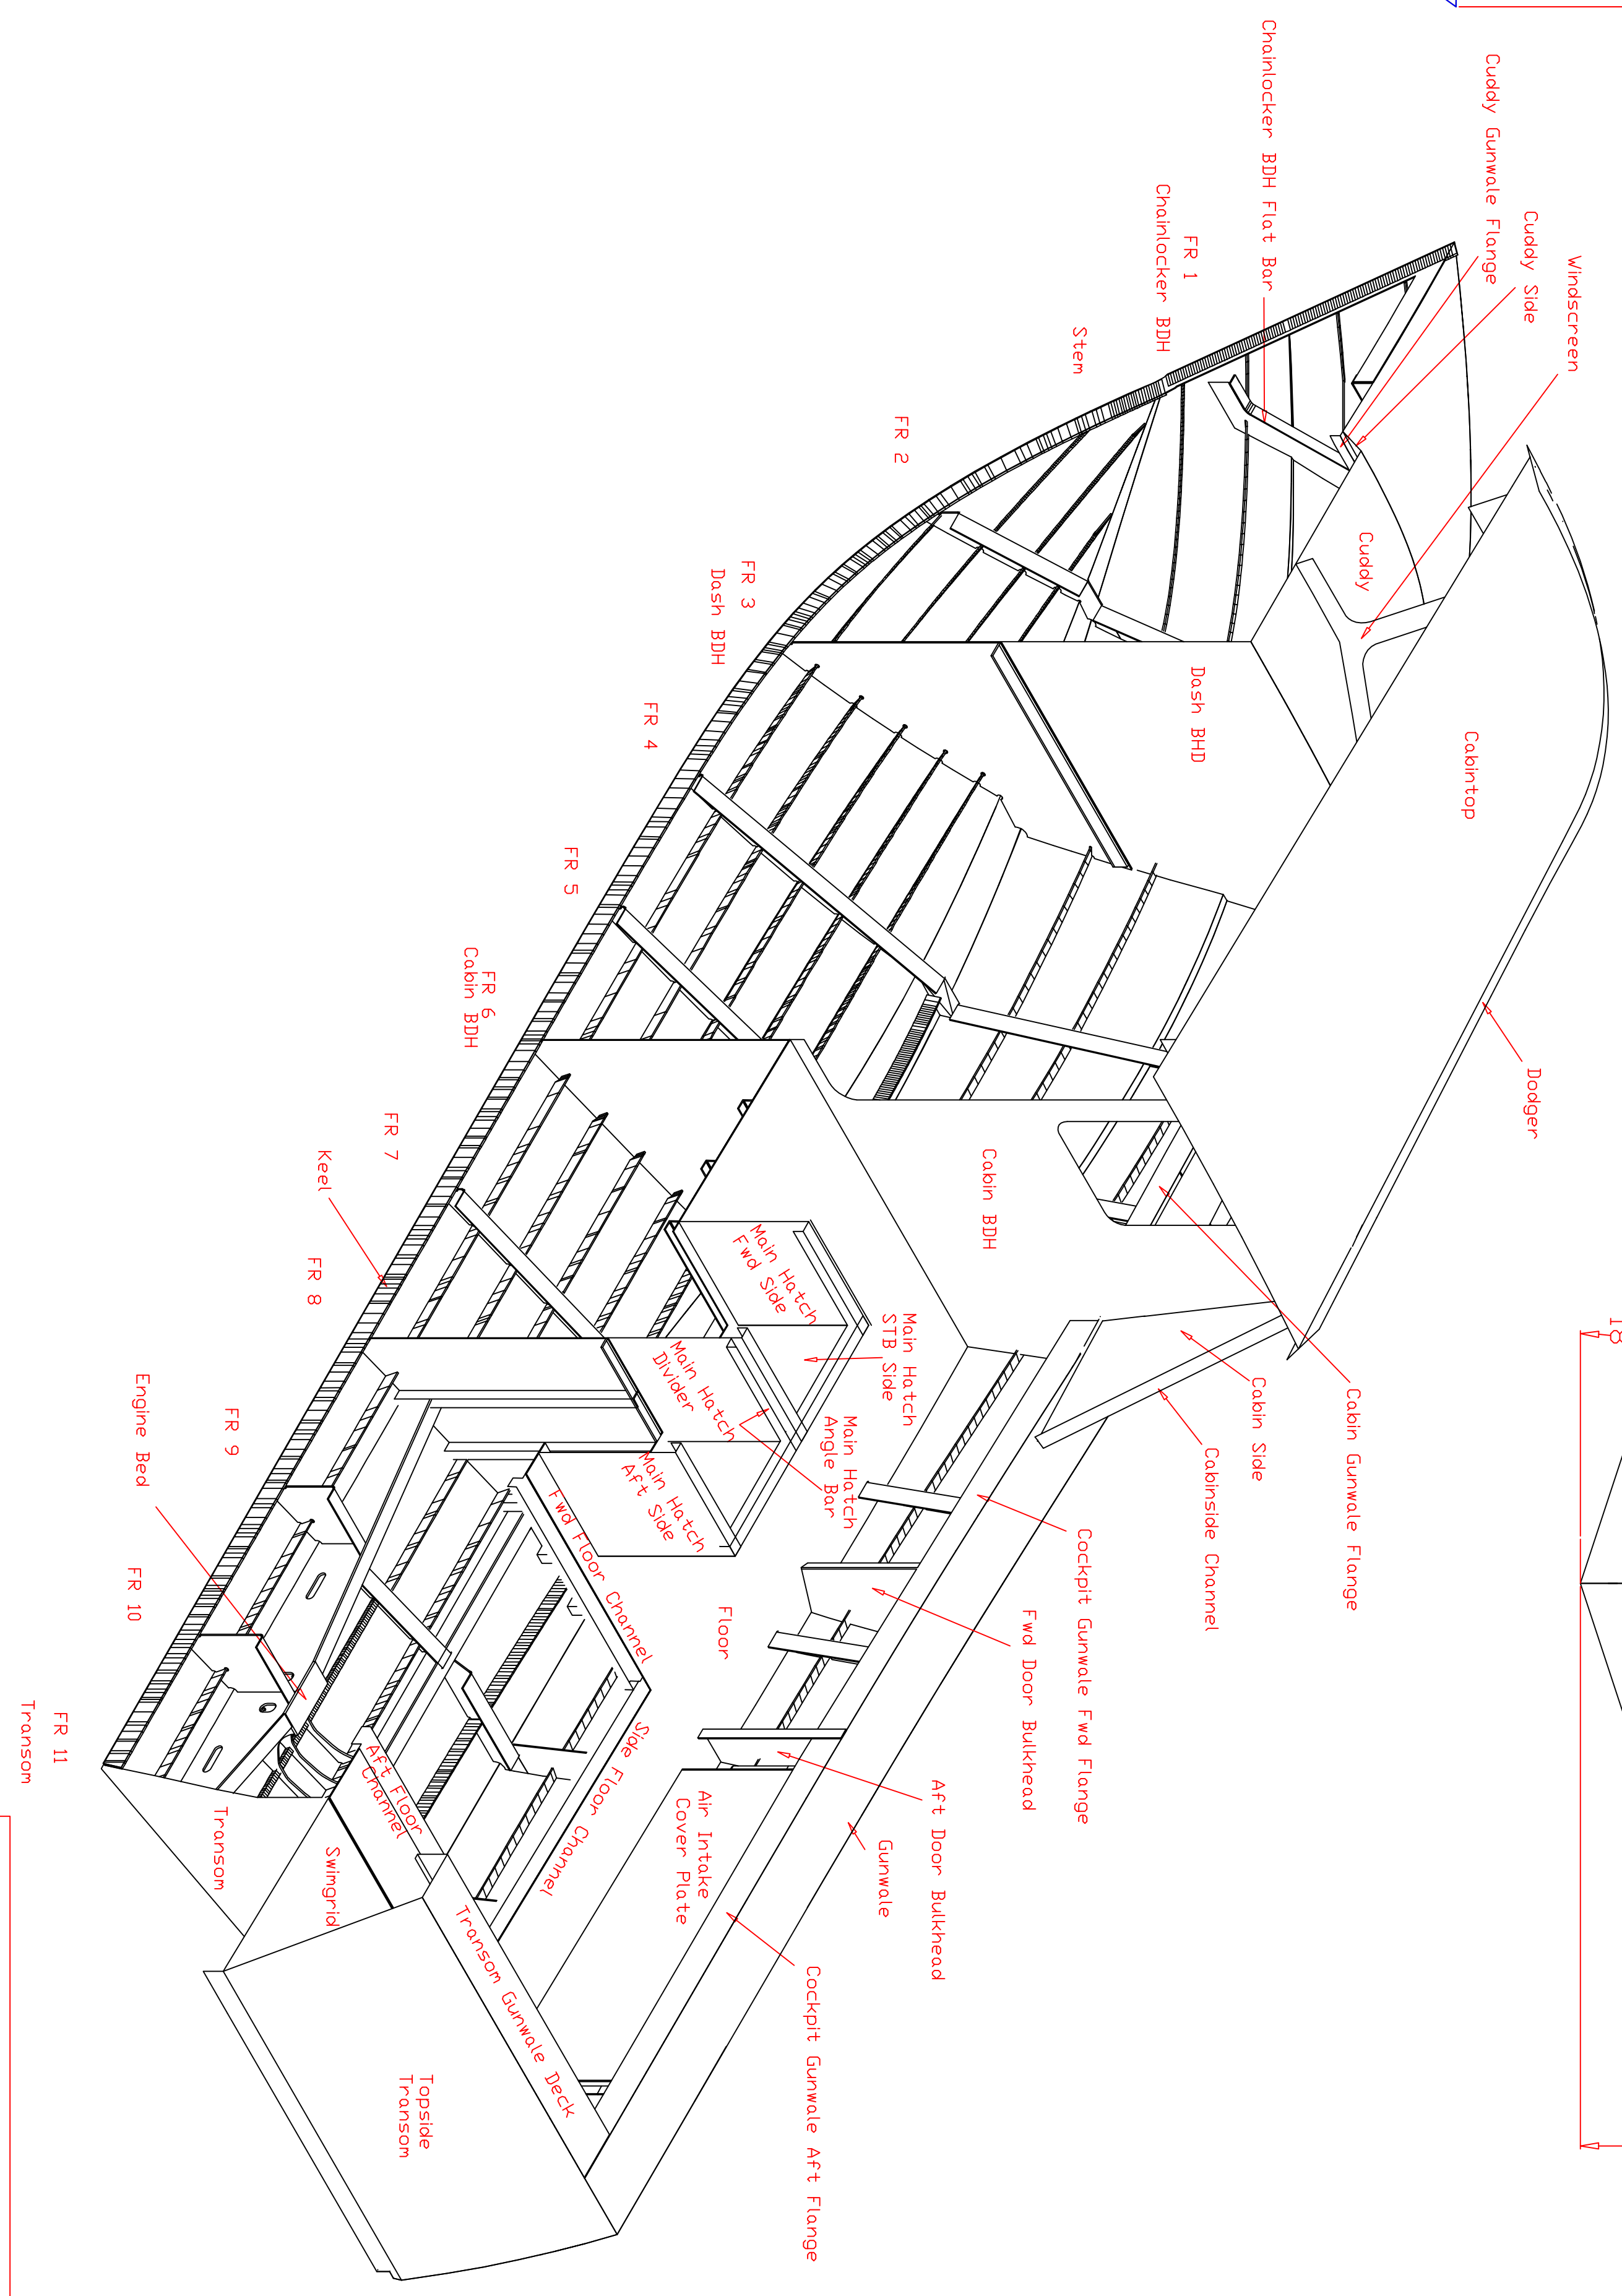 Windscreen
Cuddy Side
Cuddy Gunwale Flange
Chainlocker BDH Flat Bar
FR 1
Chainlocker BDH
Stem
FR 2
FR 3
Dash BDH
FR 4
FR 5
FR 6
Cabin BDH
FR 7
Keel
FR 8
FR 9
Engine Bed
FR 10
FR 11
Transom
Cuddy
Dash BHD
Cabintop
Dodger
Cabin BDH
Main Hatch
Fwd Side
Main Hatch
STB Side
Main Hatch
Divider
Main Hatch
Angle Bar
Main Hatch
Aft Side
Cabin Gunwale Flange
Cabin Side
Cabinside Channel
Cockpit Gunwale Fwd Flange
Fwd Door Bulkhead
Aft Door Bulkhead
Gunwale
Cockpit Gunwale Aft Flange
Fwd Floor Channel
Floor
Side Floor Channel
Air Intake
Cover Plate
Aft Floor
Channel
Transom
Swimgrid
Transom Gunwale Deck
Topside
Transom